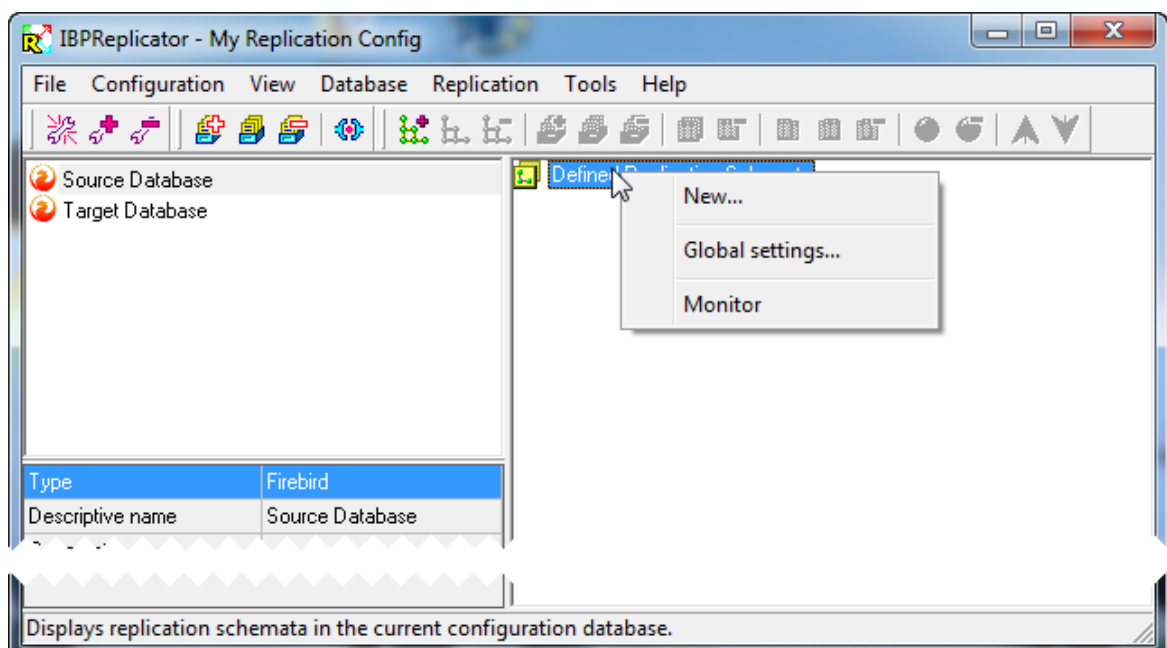 IBPReplicator - My Replication Config
File Configuration View Database Replication Tools Help
Source Database
Target Database
Defined
New...
Global settings...
Monitor
Type Firebird
Descriptive name Source Database
Displays replication schemata in the current configuration database.